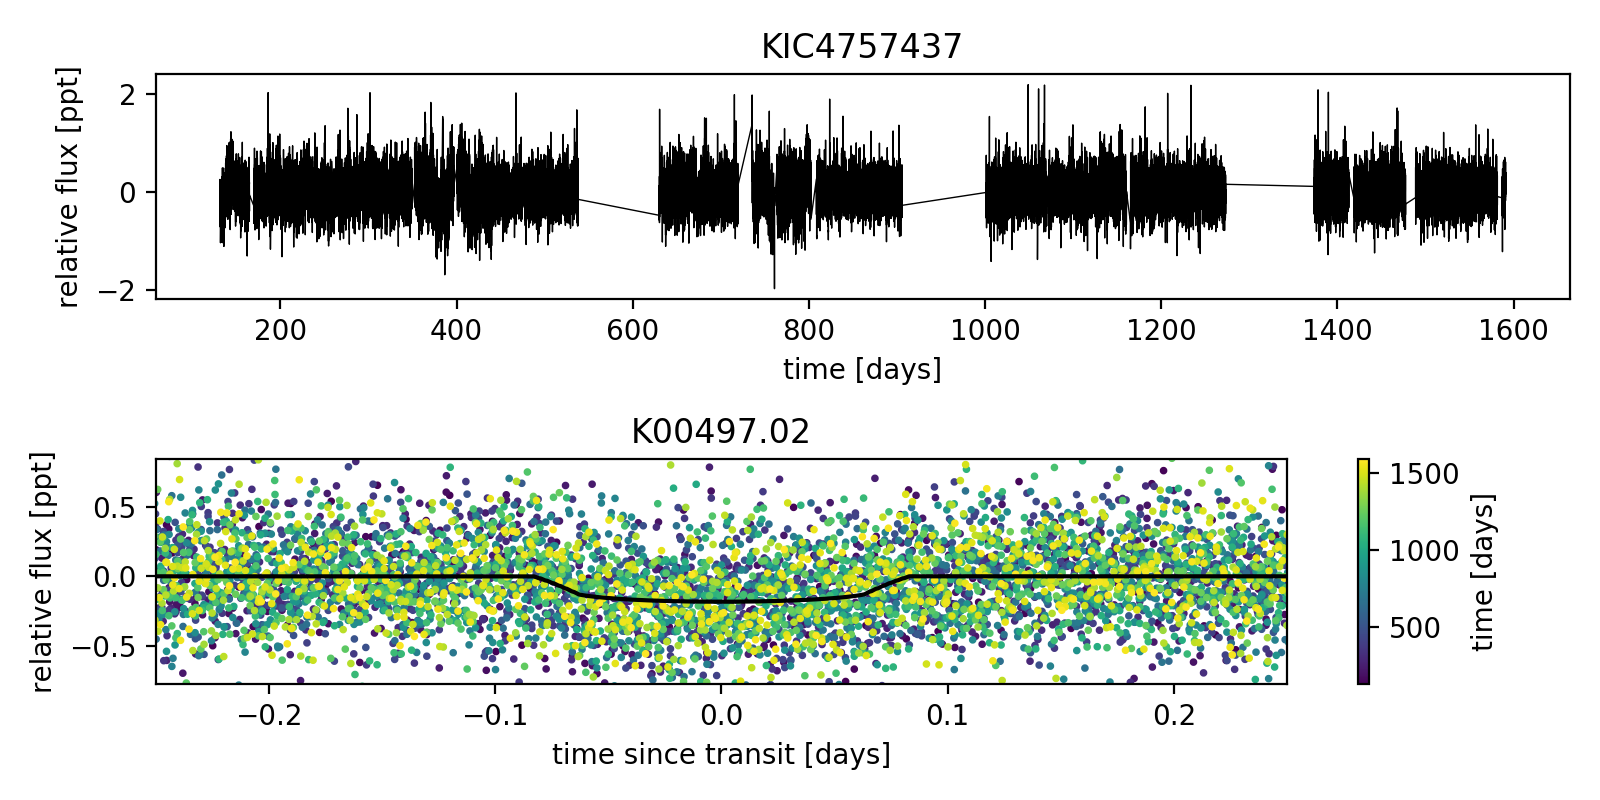 KIC4757437
relative flux [ppt]
2
0
−2
200 400 600 800 1000 1200 1400 1600
time [days]
K00497.02
relative flux [ppt]
0.5
0.0
−0.5
−0.2 −0.1 0.0 0.1 0.2
time since transit [days]
1500
1000
500
time [days]